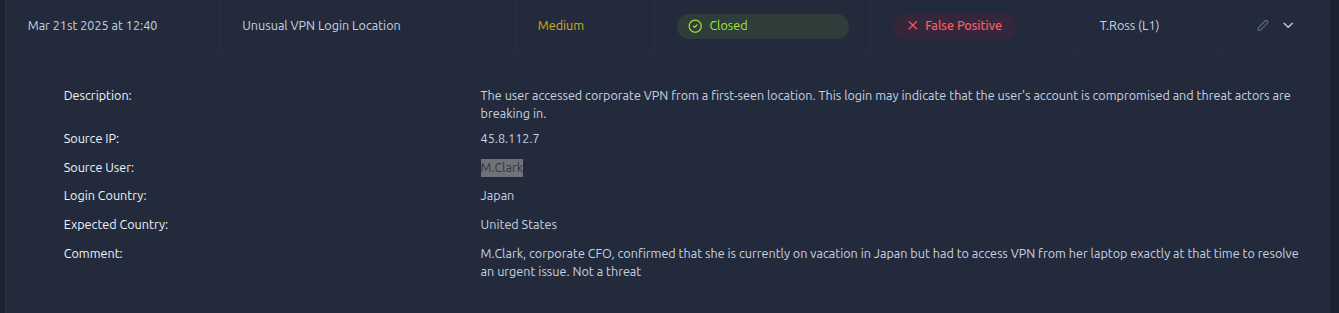 Mar 21st 2025 at 12:40 Unusual VPN Login Location Medium Closed False Positive T.Ross (L1)
Description: The user accessed corporate VPN from a first-seen location. This login may indicate that the user's account is compromised and threat actors are
breaking in.
Source IP: 45.8.112.7
Source User: M.Clark
Login Country: Japan
Expected Country: United States
Comment: M.Clark, corporate CFO, confirmed that she is currently on vacation in Japan but had to access VPN from her laptop exactly at that time to resolve
an urgent issue. Not a threat